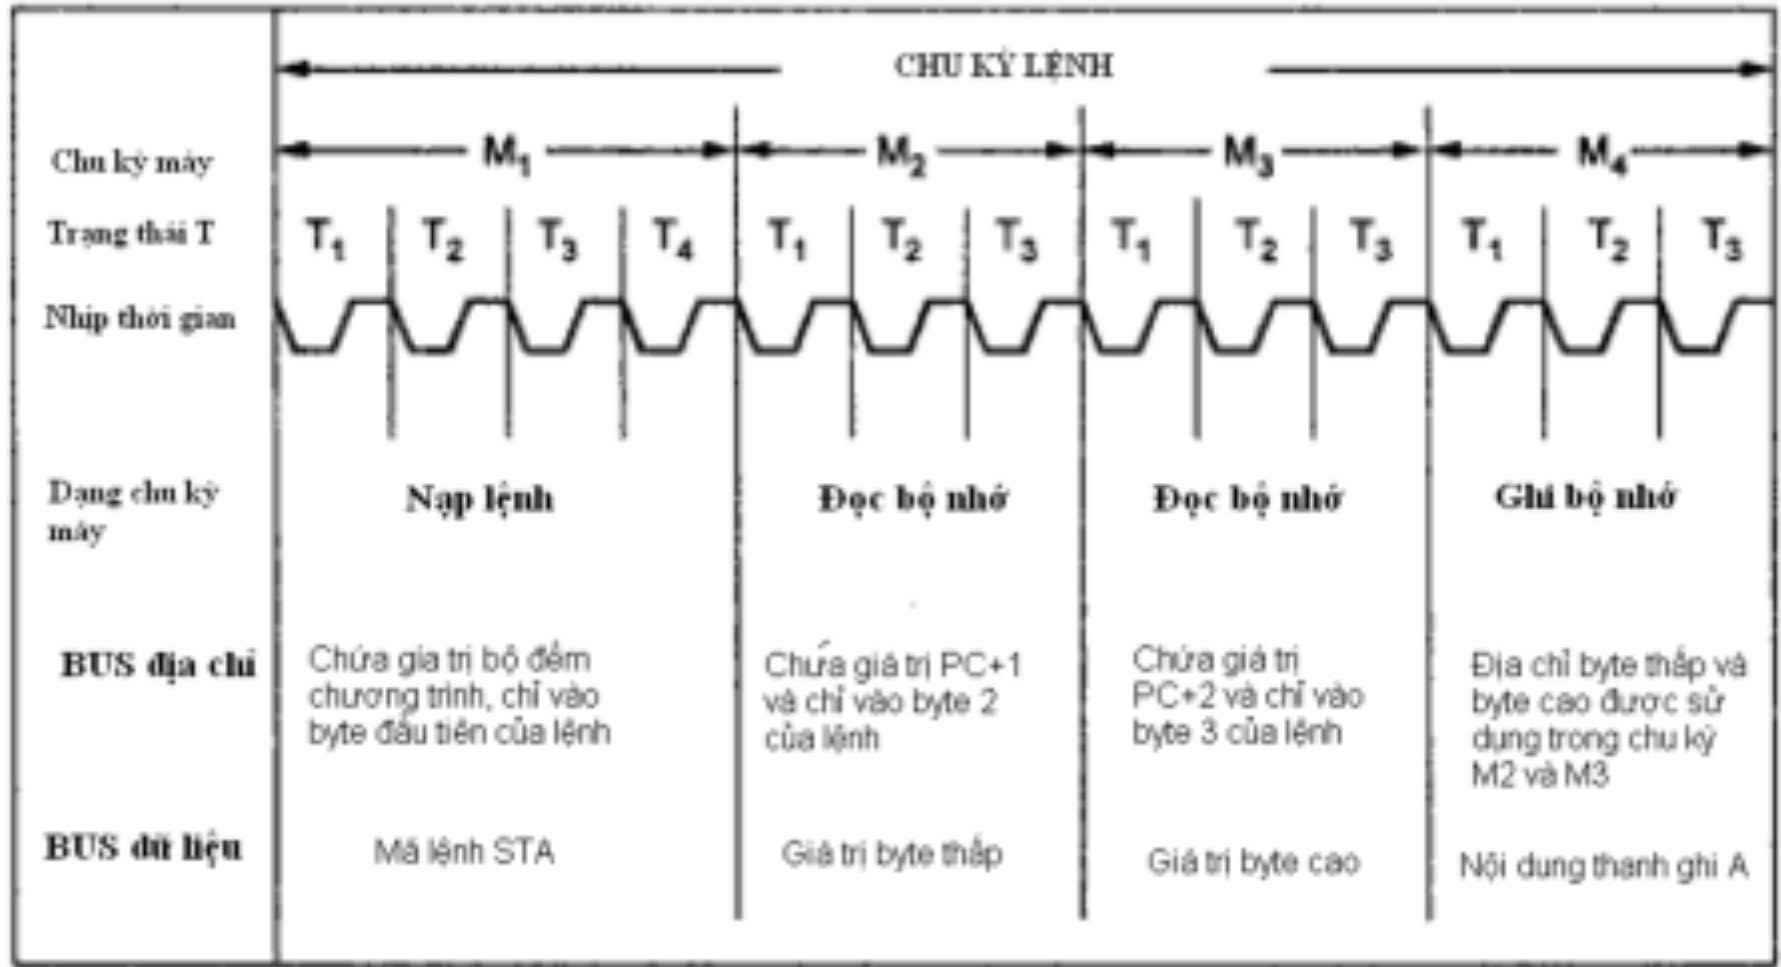 CHU KỲ LỆNH
Chu kỳ máy
M1
M2
M3
M4
Trạng thái T
T1 T2 T3 T4 T1 T2 T3 T1 T2 T3 T1 T2 T3
Nhịp thời gian
Dạng chu kỳ
máy
Nạp lệnh
Đọc bộ nhớ
Đọc bộ nhớ
Ghi bộ nhớ
BUS địa chỉ
Chứa gia trị bộ đếm
chương trình, chỉ vào
byte đầu tiên của lệnh
Chứa giá trị PC+1
và chỉ vào byte 2
của lệnh
Chứa giá trị
PC+2 và chỉ vào
byte 3 của lệnh
Địa chỉ byte thấp và
byte cao được sử
dụng trong chu kỳ
M2 và M3
BUS dữ liệu
Mã lệnh STA
Giá trị byte thấp
Giá trị byte cao
Nội dung thanh ghi A